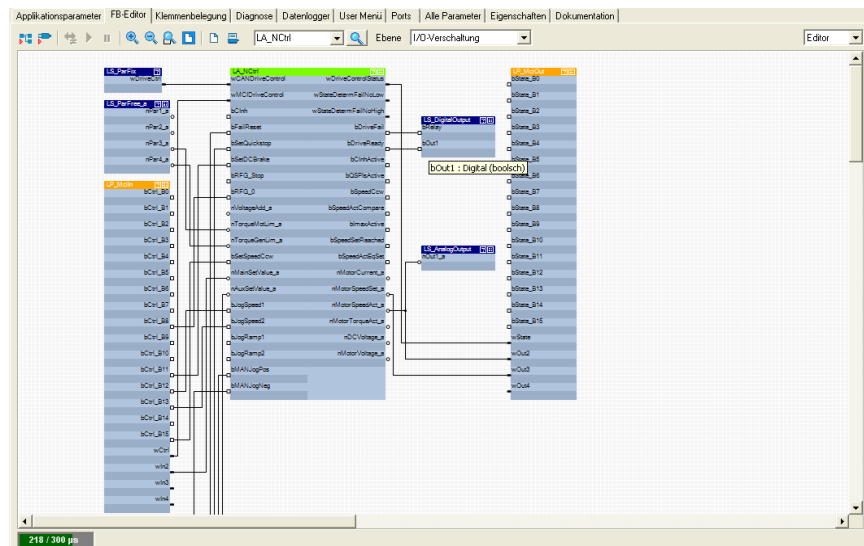 Applikationsparameter FB-Editor Klemmenbelegung Diagnose Datenlogger User Menü Ports Alle Parameter Eigenschaften Dokumentation
LA_NCtrl Ebene I/O-Verschaltung Editor
LS_ParFix
wDriveCtrl
LS_ParFree_a
nPar1_a
nPar2_a
nPar3_a
nPar4_a
LP_MciIn
bCtrl_B0
bCtrl_B1
bCtrl_B2
bCtrl_B3
bCtrl_B4
bCtrl_B5
bCtrl_B6
bCtrl_B7
bCtrl_B8
bCtrl_B9
bCtrl_B10
bCtrl_B11
bCtrl_B12
bCtrl_B13
bCtrl_B14
bCtrl_B15
wCtrl
wIn2
wIn3
wIn4
LA_NCtrl
wCANDriveControl wDriveControlStatus
wMCIDriveControl wStateDetermFailNoLow
bCInh wStateDetermFailNoHigh
bFailReset bDriveFail
bSetQuickstop bDriveReady
bSetDCBrake bCInhActive
bRFG_Stop bQSPIsActive
bRFG_0 bSpeedCcw
nVoltageAdd_a bSpeedActCompare
nTorqueMotLim_a bImaxActive
nTorqueGenLim_a bSpeedSetReached
bSetSpeedCcw bSpeedActEqSet
nMainSetValue_a nMotorCurrent_a
nAuxSetValue_a nMotorSpeedSet_a
bJogSpeed1 nMotorSpeedAct_a
bJogSpeed2 nMotorTorqueAct_a
bJogRamp1 nDCVoltage_a
bJogRamp2 nMotorVoltage_a
bMANJogPos
bMANJogNeg
LS_DigitalOutput
bRelay
bOut1
bOut1 : Digital (boolsch)
LS_AnalogOutput
nOut1_a
LP_MciOut
bState_B0
bState_B1
bState_B2
bState_B3
bState_B4
bState_B5
bState_B6
bState_B7
bState_B8
bState_B9
bState_B10
bState_B11
bState_B12
bState_B13
bState_B14
bState_B15
wState
wOut2
wOut3
wOut4
218 / 300 µs